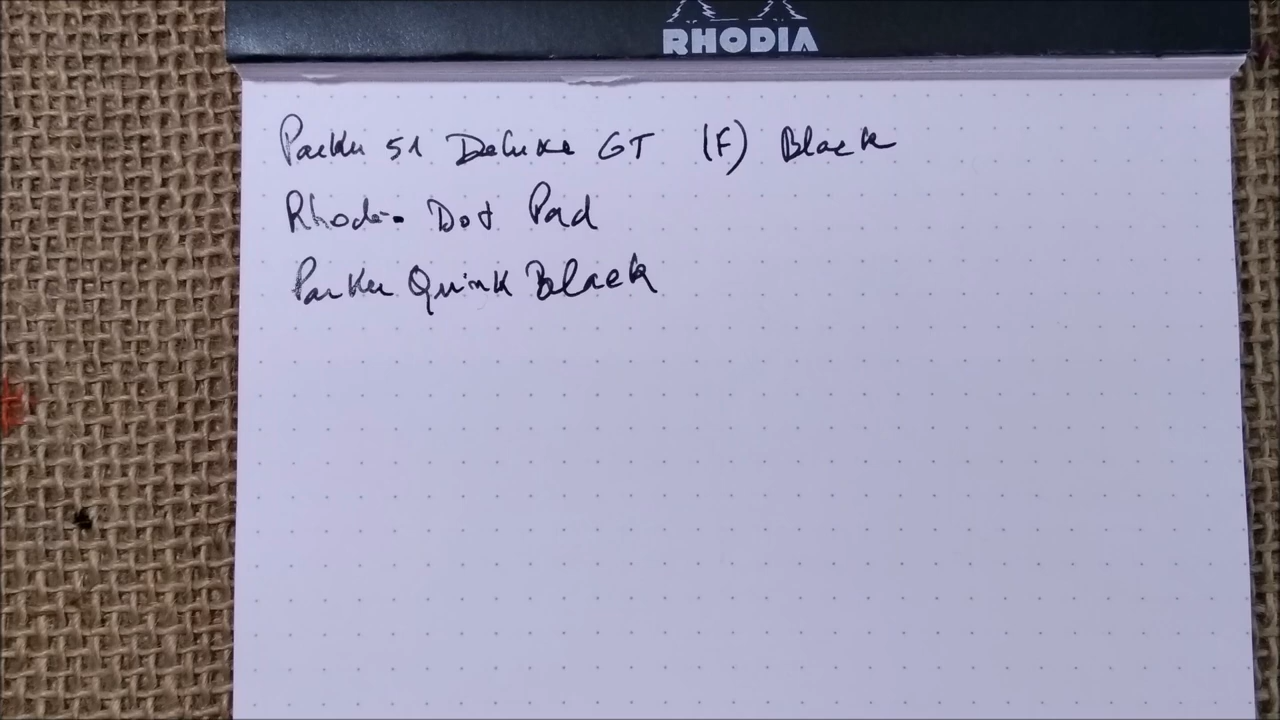 RHODIA
Parker 51 Deluxe GT (F) Black
Rhodia Dot Pad
Parker Quink Black